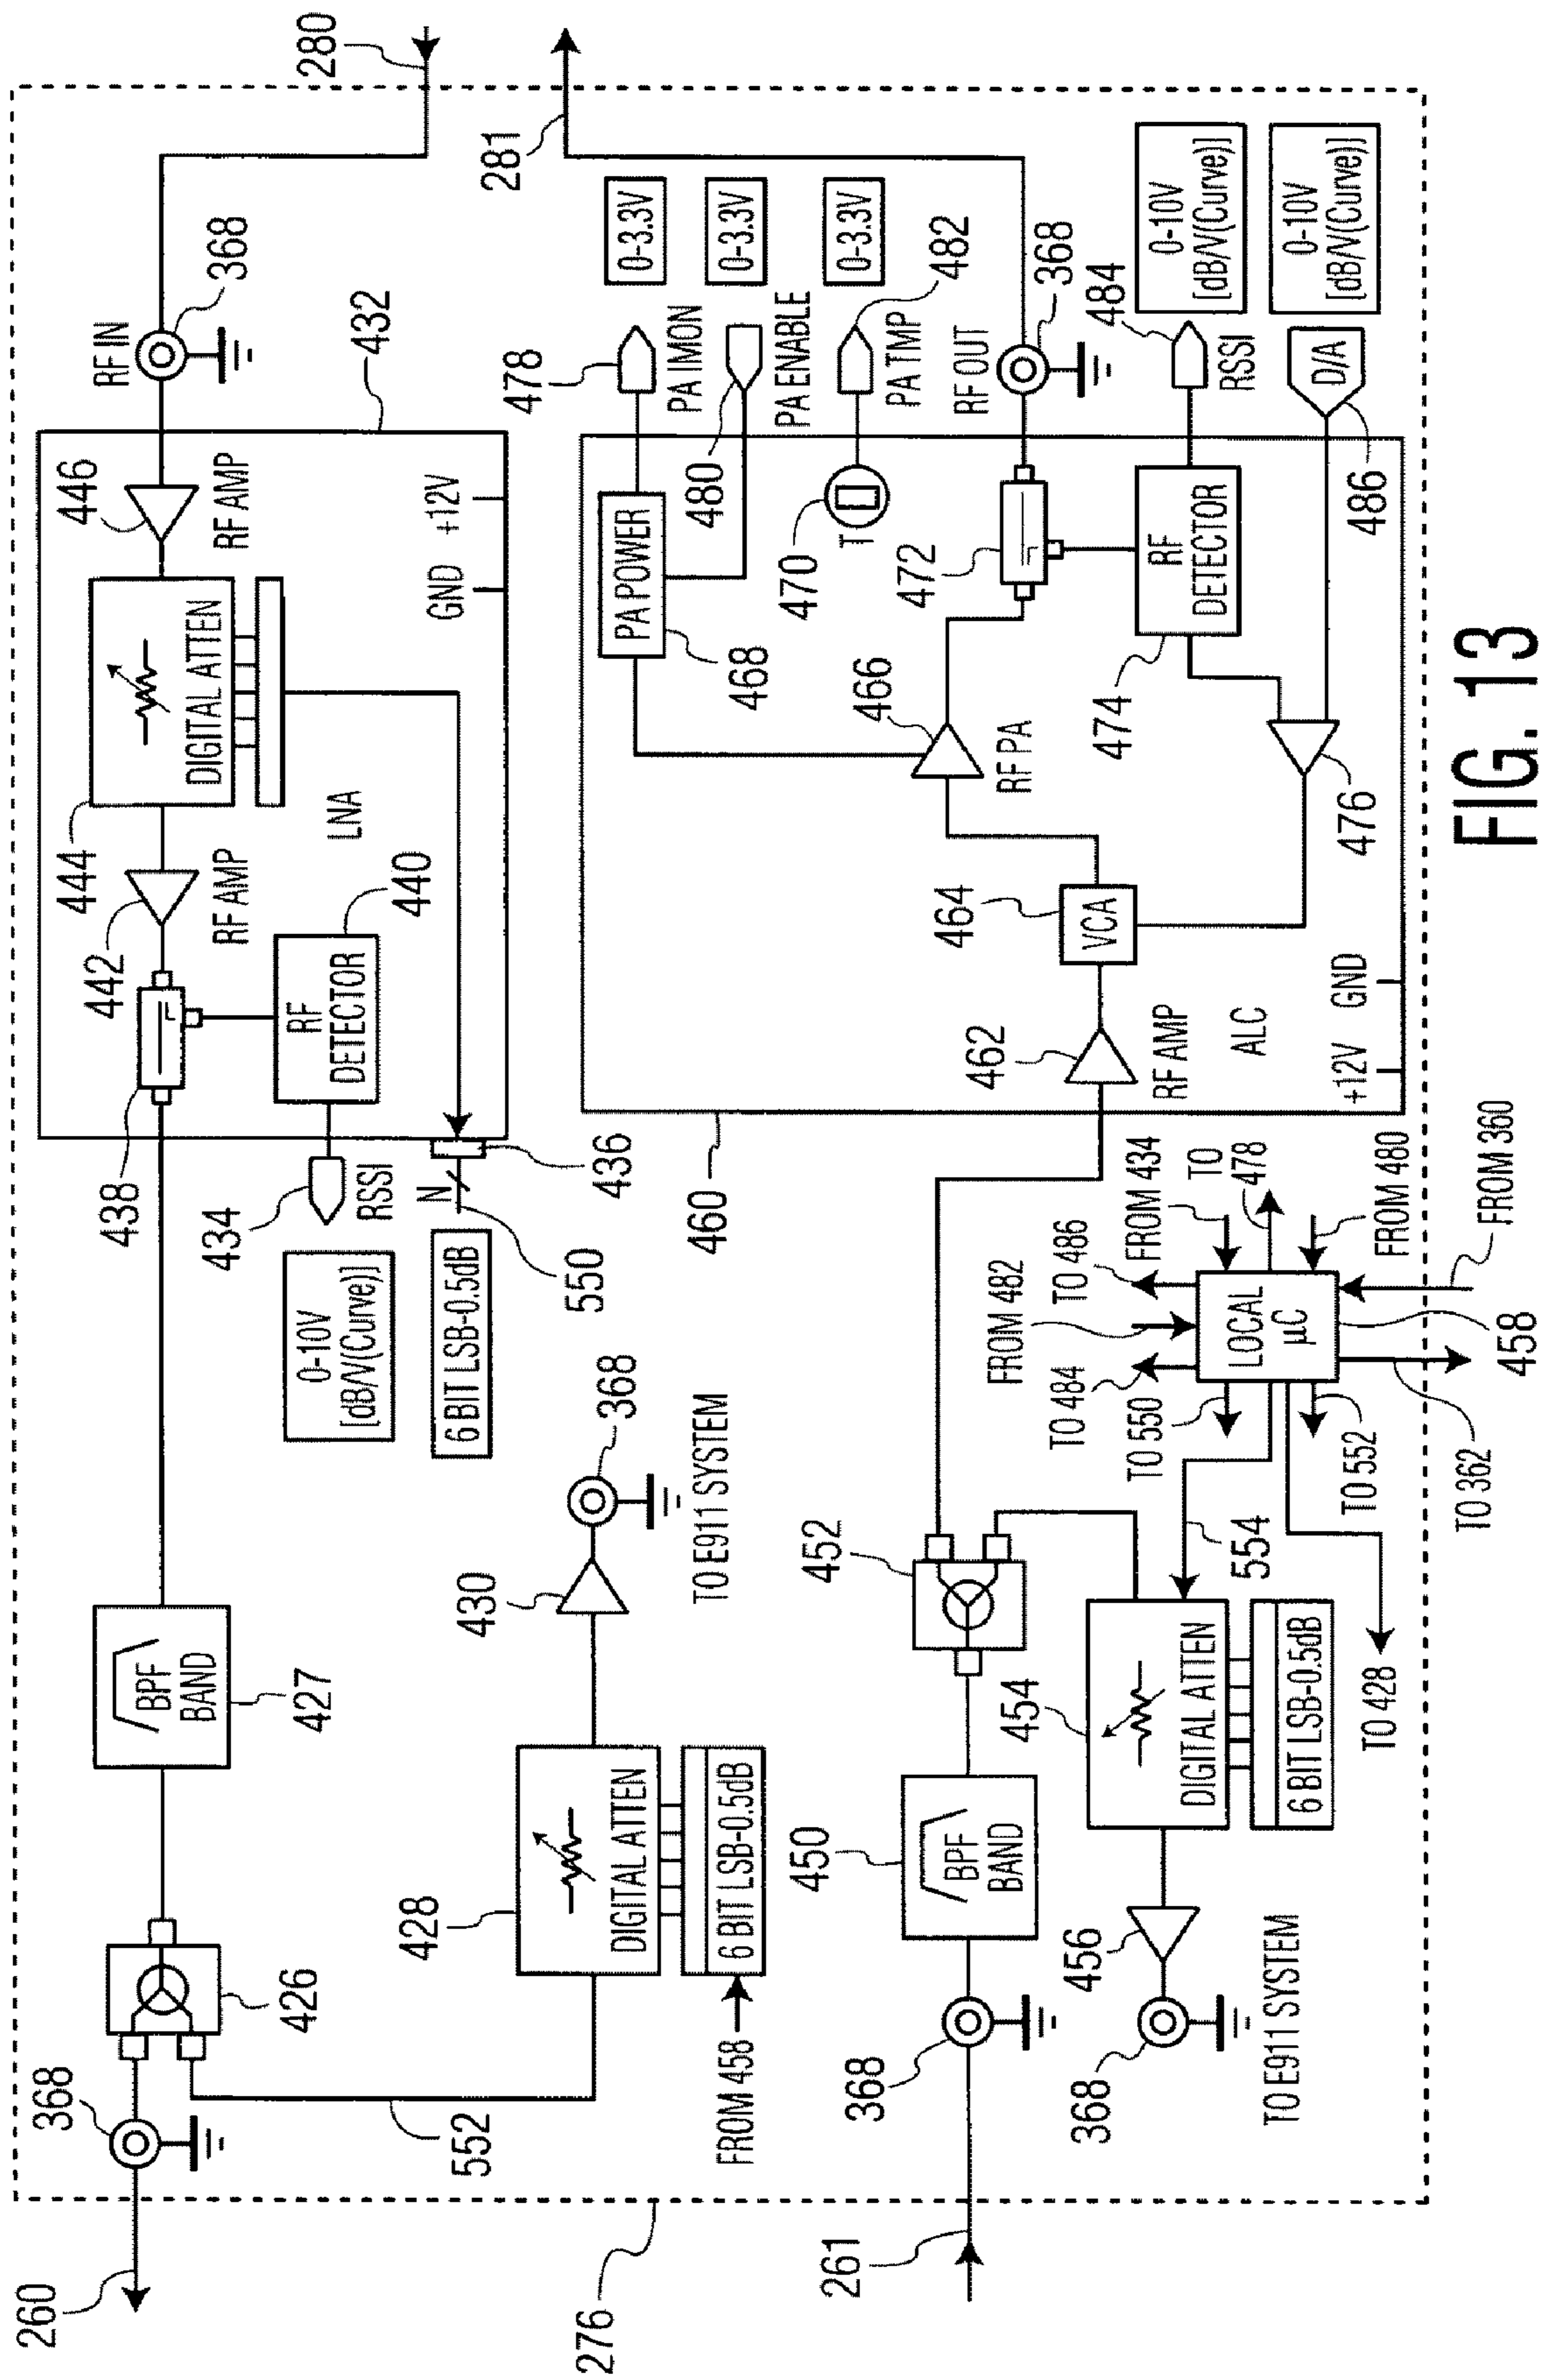 260
368
426
552
BPF
BAND
427
438
442
RF AMP
444
DIGITAL ATTEN
446
RF AMP
RF IN
368
280
432
LNA
GND
+12V
RF
DETECTOR
440
434
RSSI
0-10V
[dB/V(Curve)]
N
436
550
6 BIT LSB-0.5dB
428
DIGITAL ATTEN
6 BIT LSB-0.5dB
FROM 458
430
368
TO E911 SYSTEM
276
261
368
450
BPF
BAND
452
454
DIGITAL ATTEN
6 BIT LSB-0.5dB
456
368
TO E911 SYSTEM
554
TO 428
LOCAL
µC
458
TO 484
FROM 482
TO 486
FROM 434
TO
478
FROM 480
FROM 360
TO 362
TO 552
TO 550
460
462
RF AMP
ALC
+12V
GND
464
VCA
466
RF PA
468
PA POWER
478
PA IMON
0-3.3V
480
PA ENABLE
0-3.3V
470
T
482
PA TMP
0-3.3V
472
RF OUT
368
281
474
RF
DETECTOR
484
RSSI
0-10V
[dB/V(Curve)]
476
486
D/A
0-10V
[dB/V(Curve)]
FIG. 13